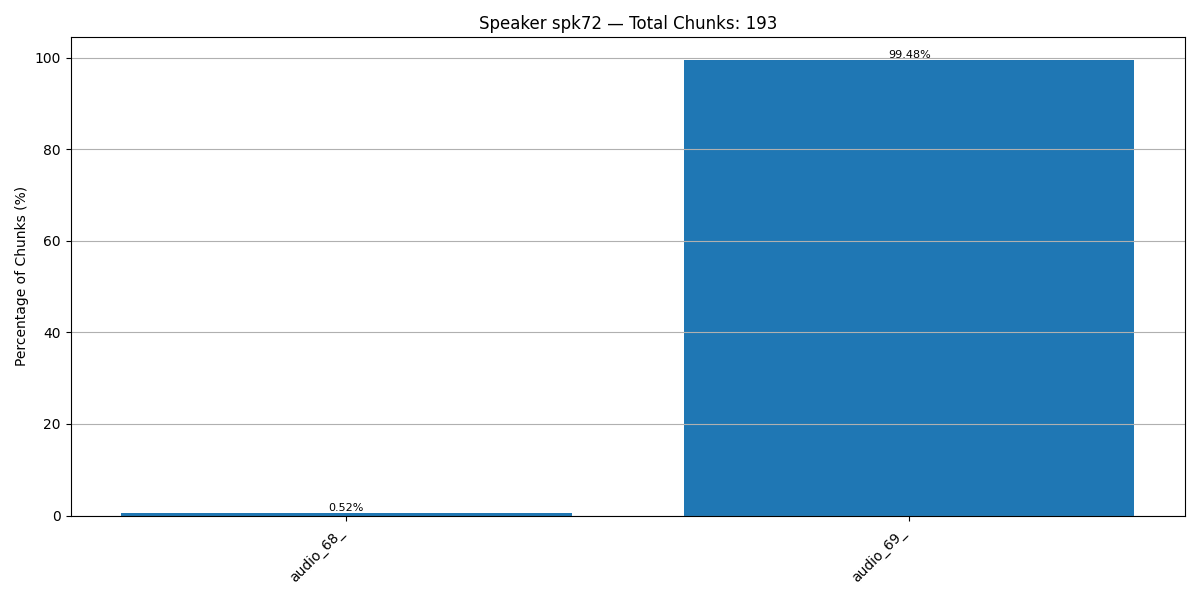 Speaker spk72 — Total Chunks: 193
Percentage of Chunks (%)
100
80
60
40
20
0
0.52%
99.48%
audio_68_
audio_69_